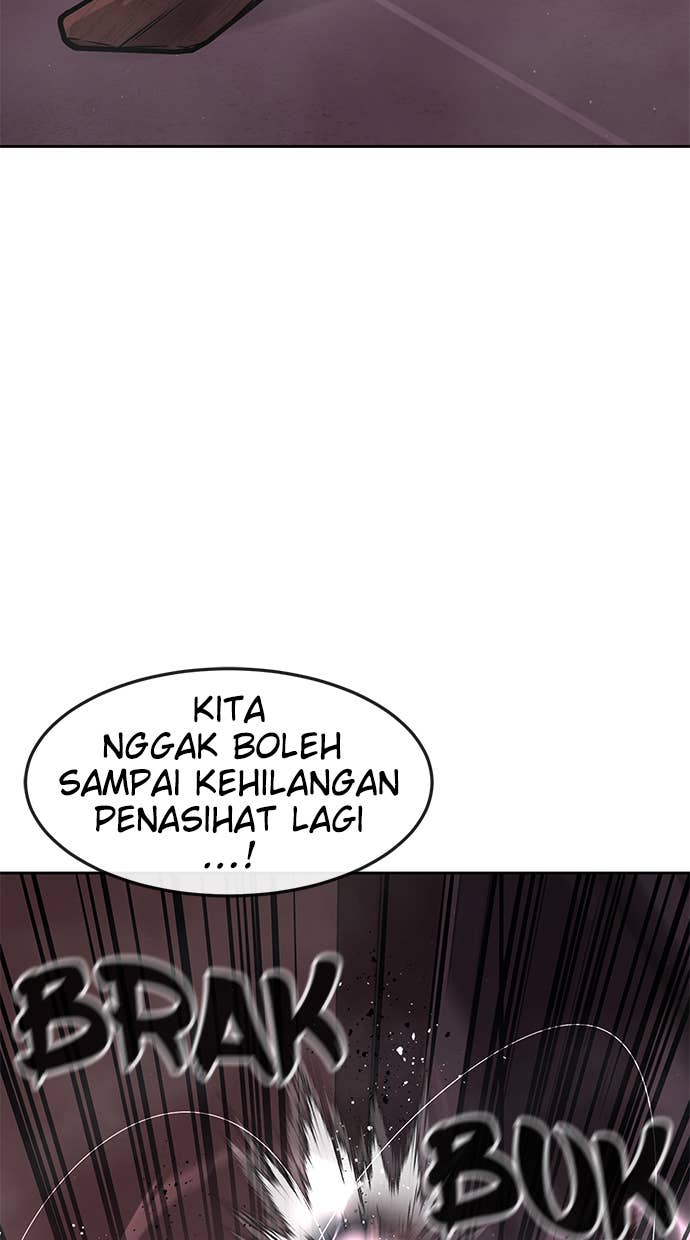 KITA
NGGAK BOLEH
SAMPAI KEHILANGAN
PENASIHAT LAGI
...!
BRAK
BUK